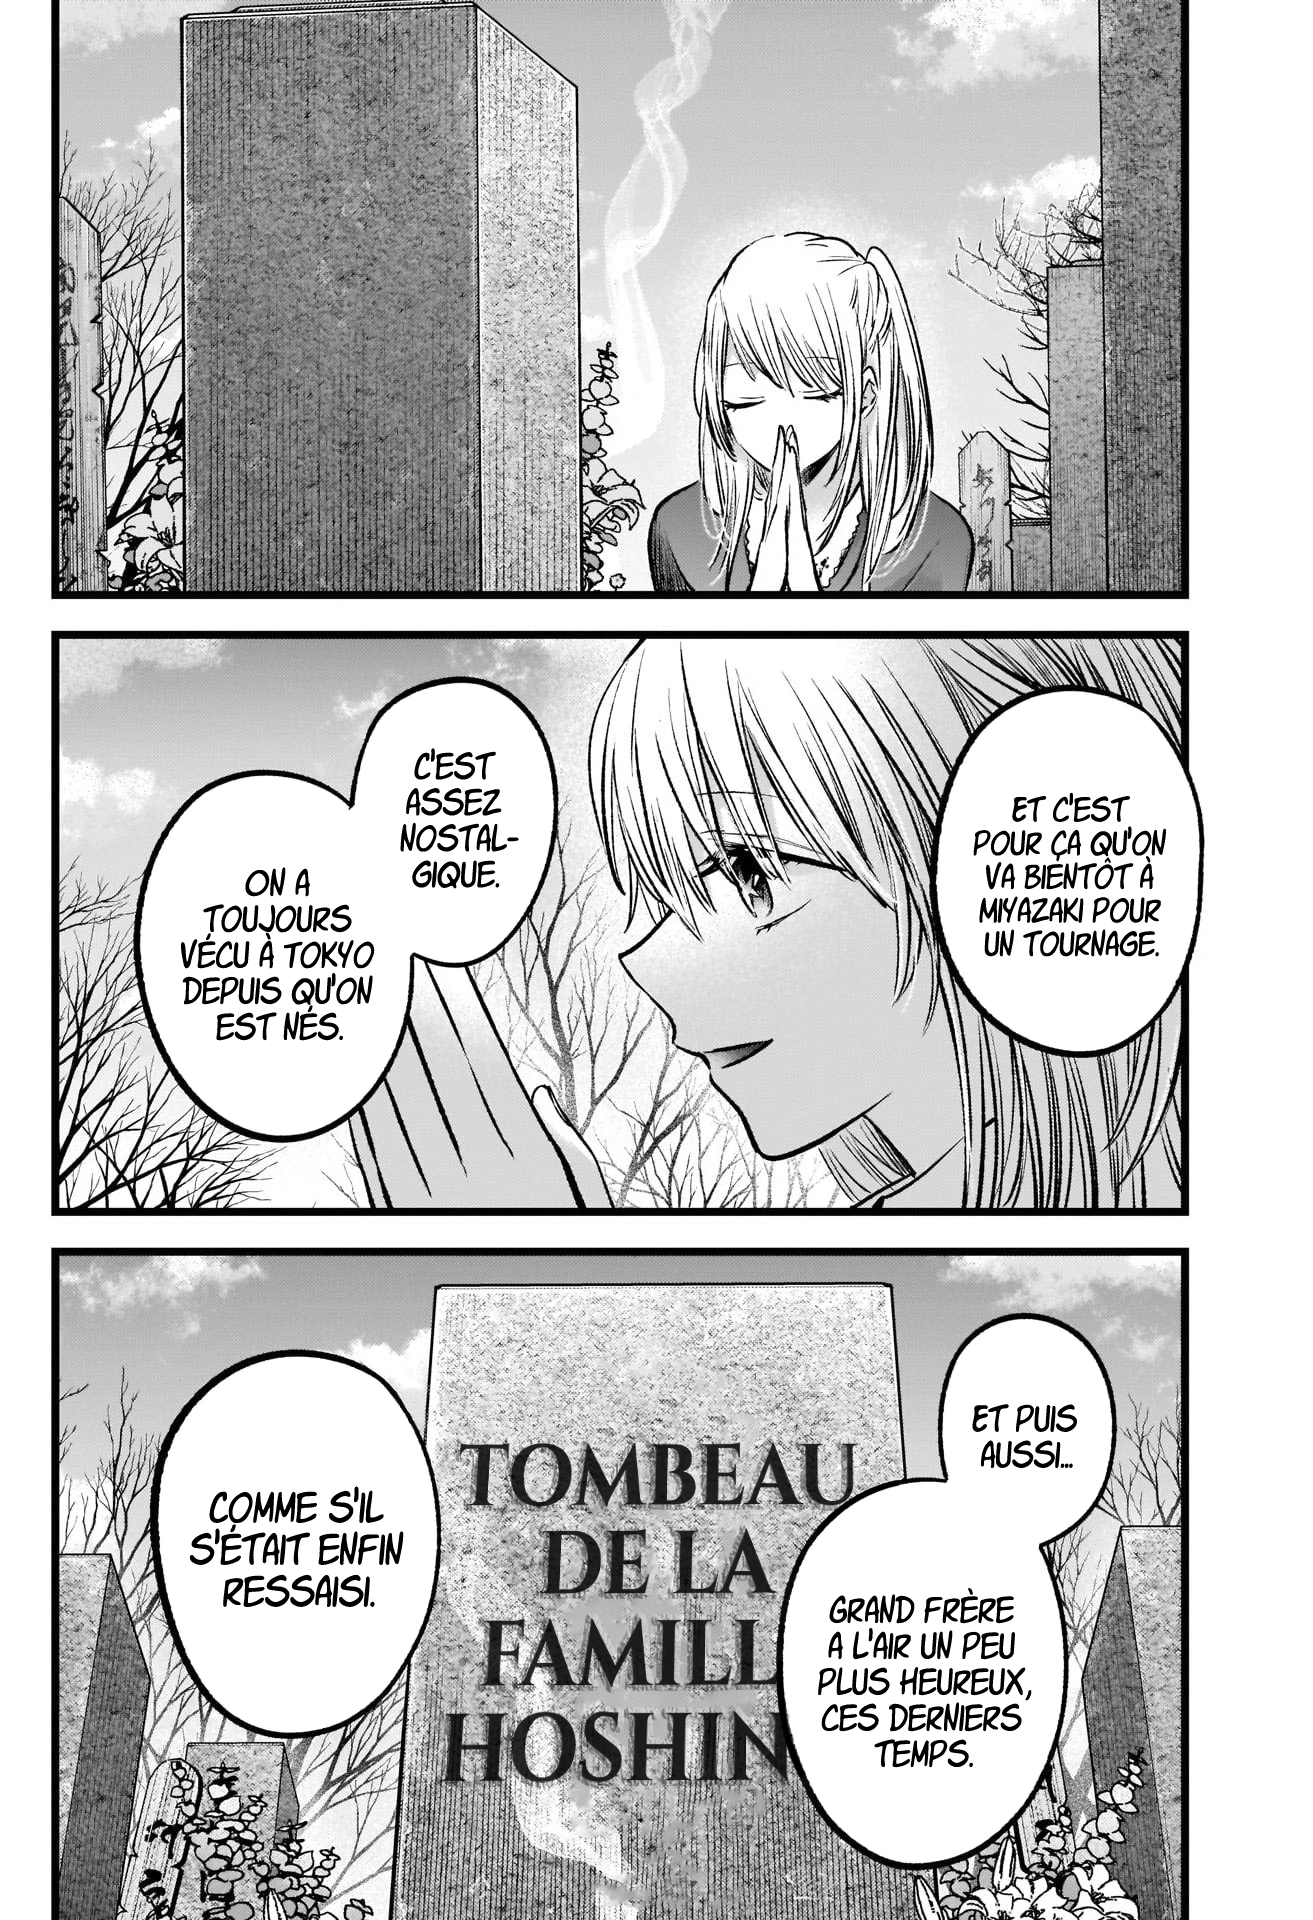 ET C'EST
POUR ÇA QU'ON
VA BIENTÔT À
MIYAZAKI POUR
UN TOURNAGE.
C'EST
ASSEZ
NOSTAL-
GIQUE.
ON A
TOUJOURS
VÉCU À TOKYO
DEPUIS QU'ON
EST NÉS.
ET PUIS
AUSSI...
GRAND FRÈRE
A L'AIR UN PEU
PLUS HEUREUX,
CES DERNIERS
TEMPS.
TOMBEAU
DE LA
FAMILL
HOSHIN
COMME S'IL
S'ÉTAIT ENFIN
RESSAISI.